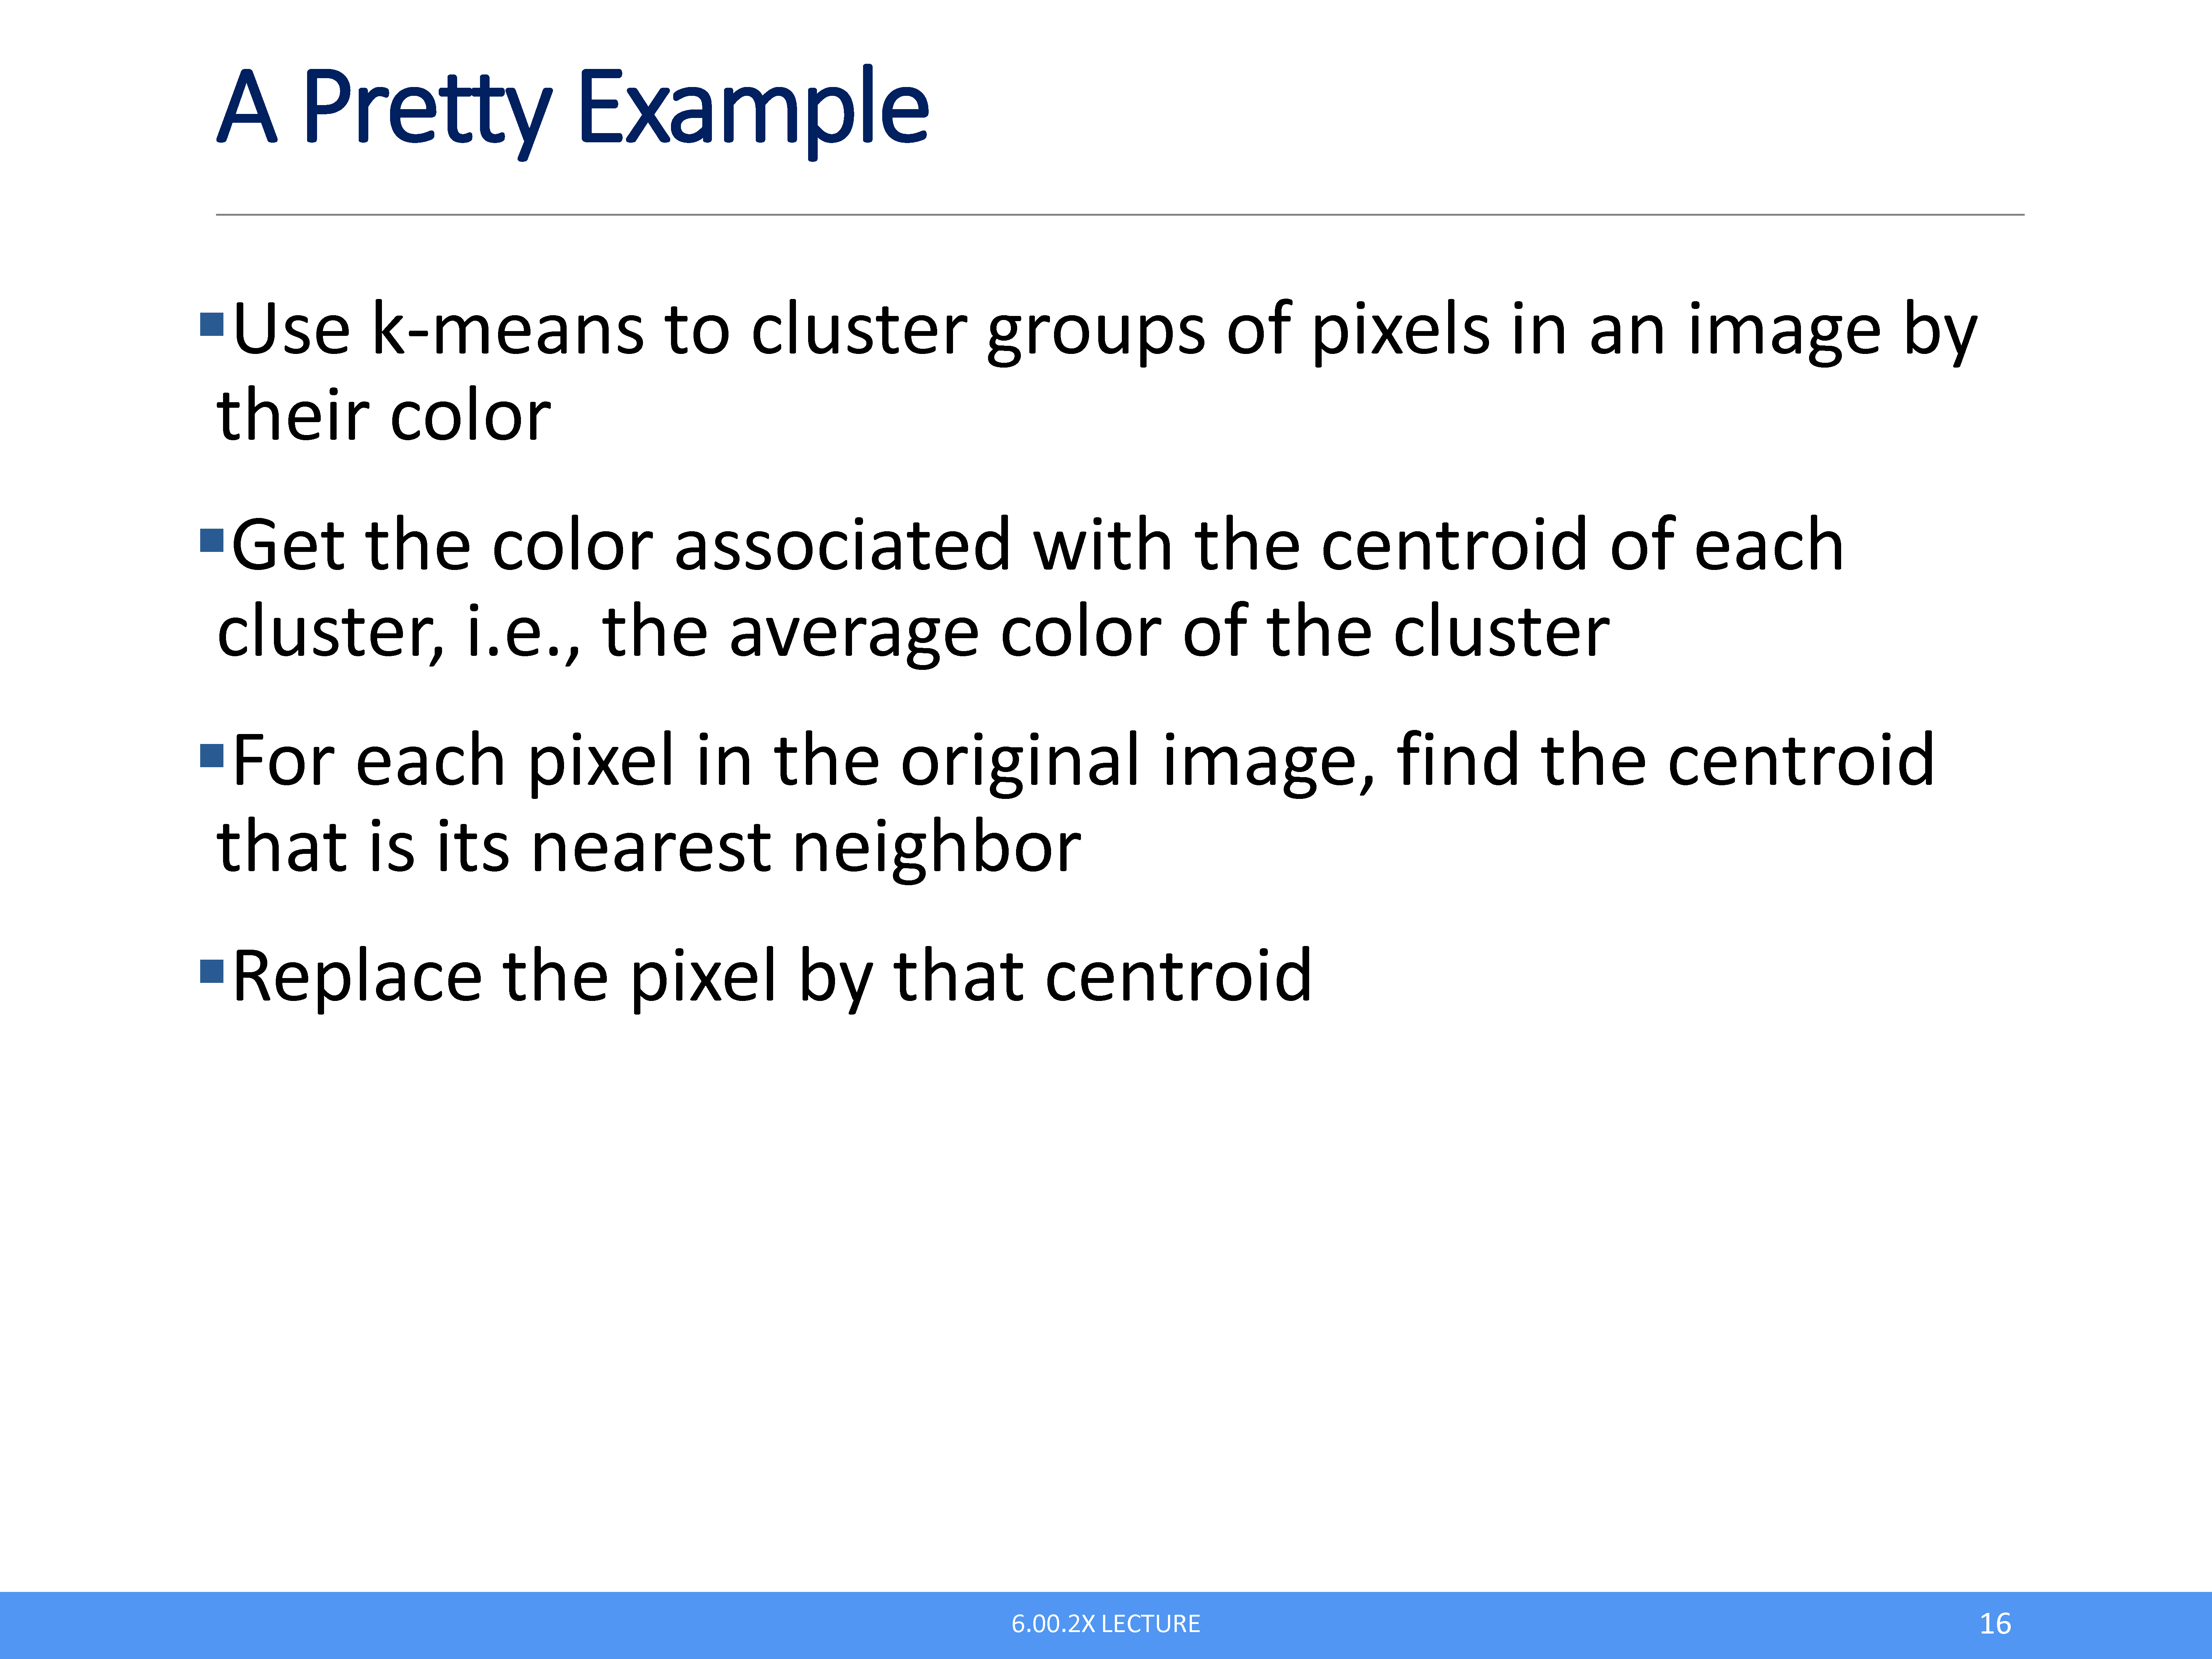 A Pretty Example
▪Use k-means to cluster groups of pixels in an image by
their color
▪Get the color associated with the centroid of each
cluster, i.e., the average color of the cluster
▪For each pixel in the original image, find the centroid
that is its nearest neighbor
▪Replace the pixel by that centroid
6.00.2X LECTURE
16